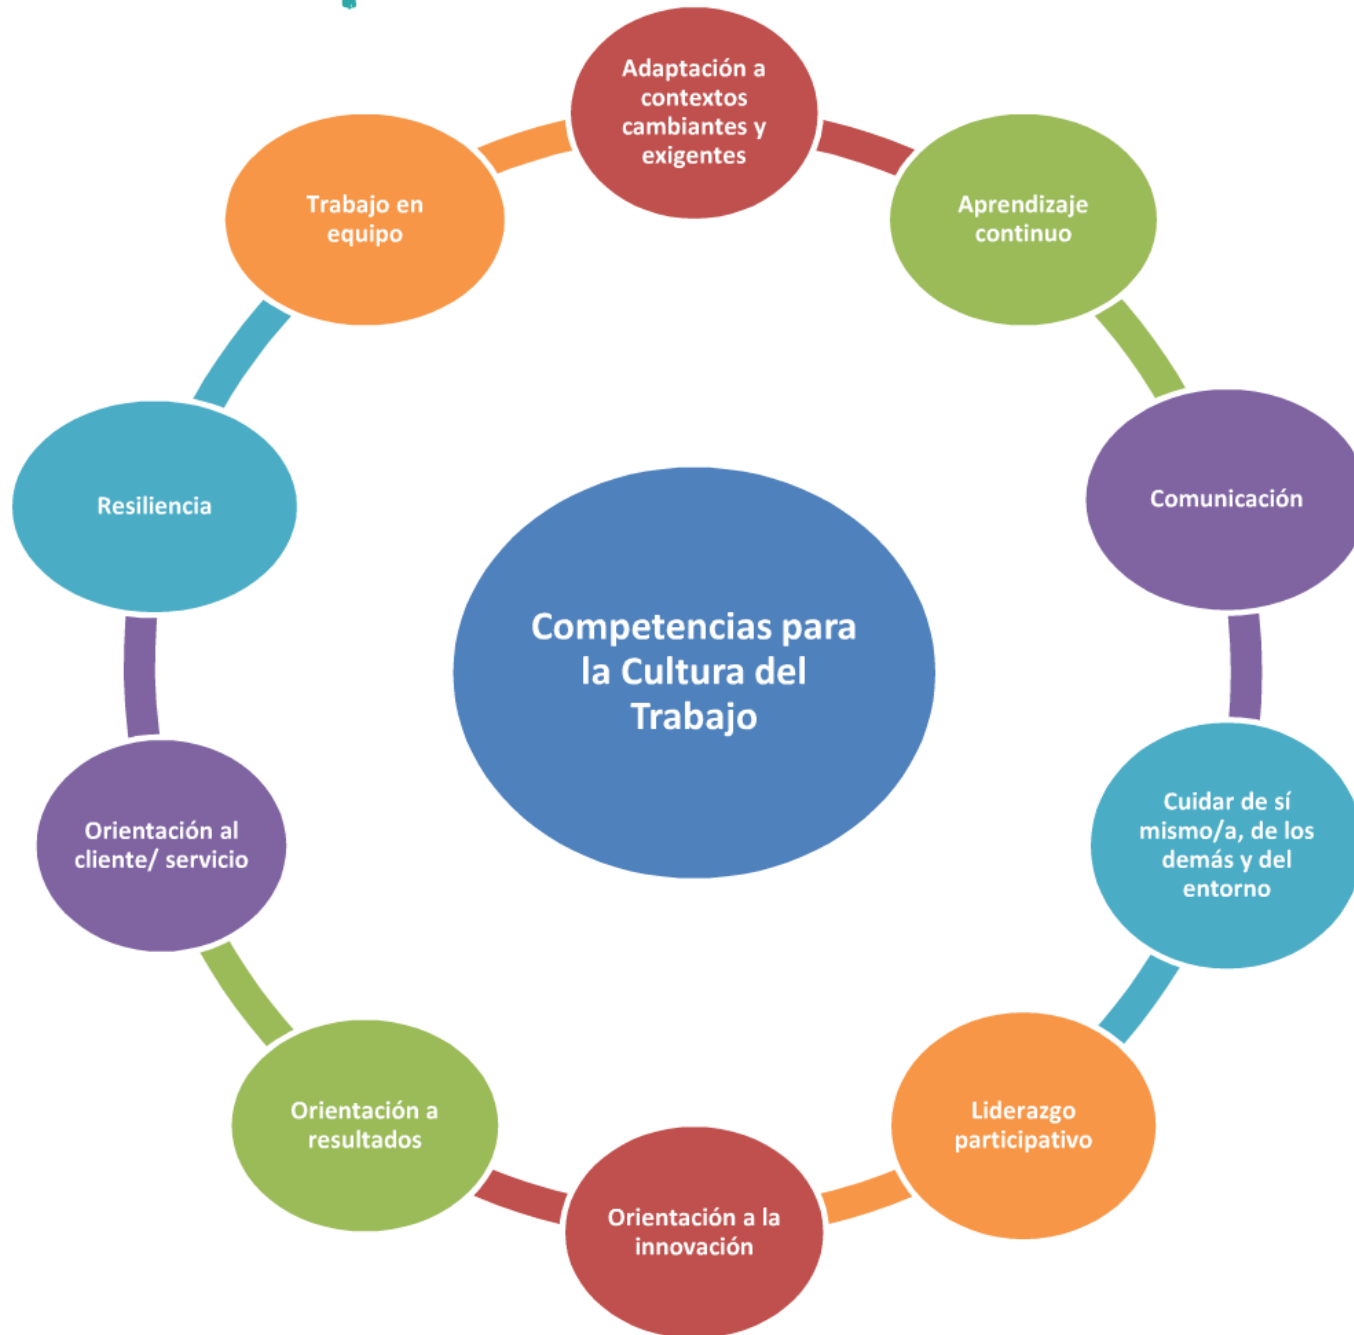 Adaptación a
contextos
cambiantes y
exigentes
Aprendizaje
continuo
Comunicación
Cuidar de sí
mismo/a, de los
demás y del
entorno
Liderazgo
participativo
Orientación a la
innovación
Orientación a
resultados
Orientación al
cliente/ servicio
Resiliencia
Trabajo en
equipo
Competencias para
la Cultura del
Trabajo